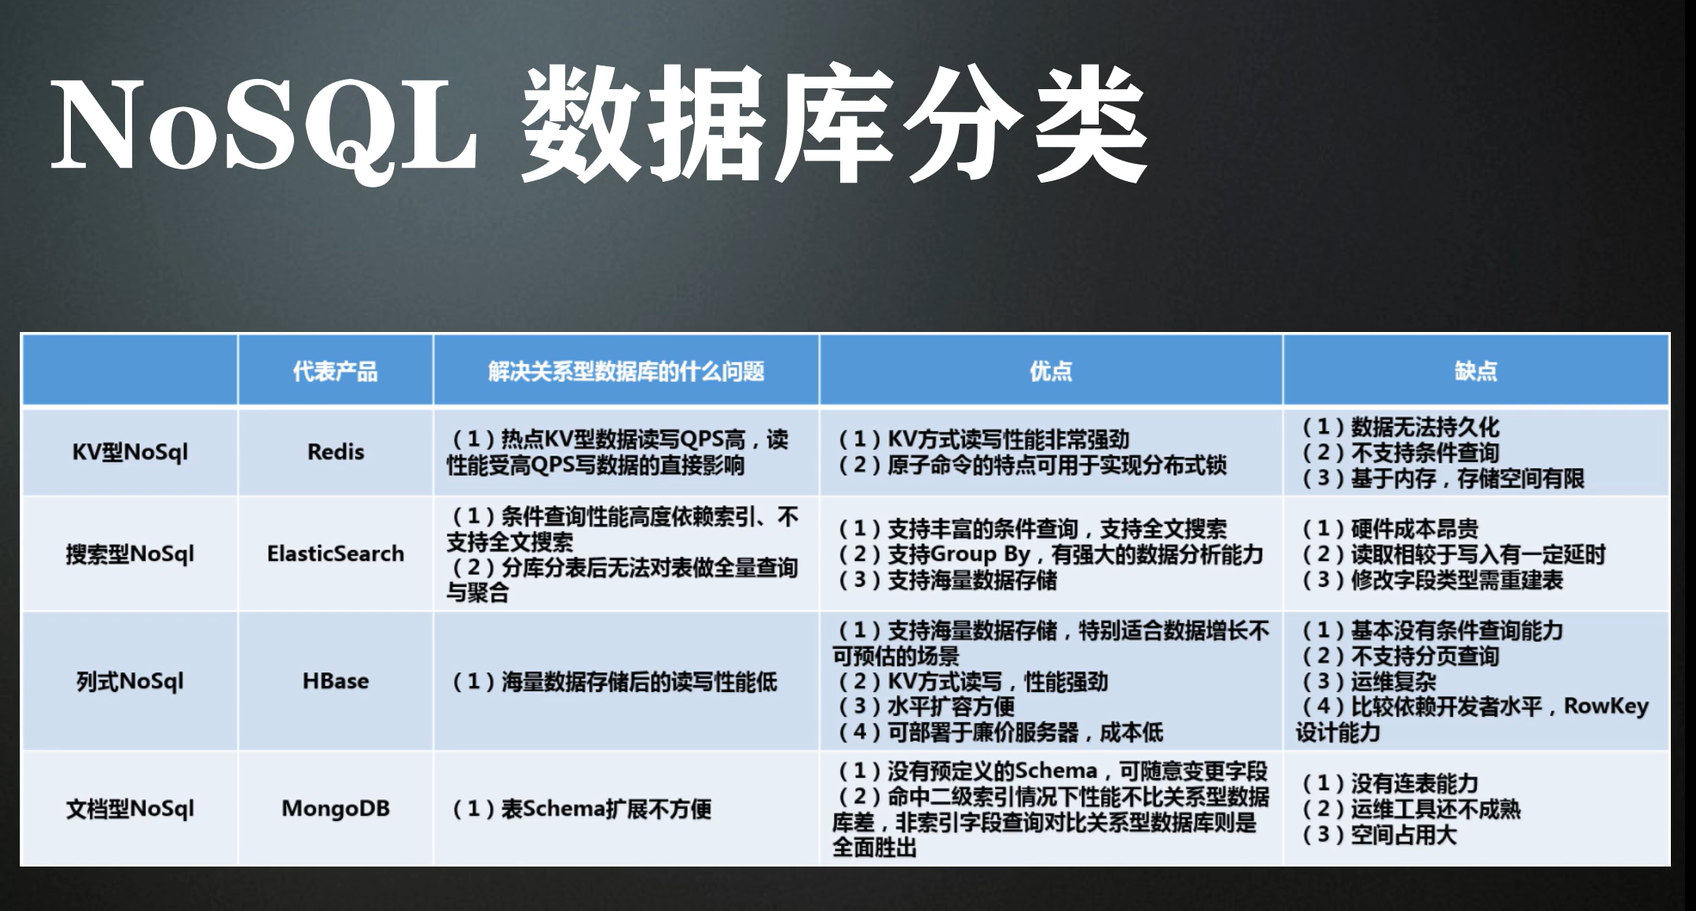 NoSQL 数据库分类
代表产品
解决关系型数据库的什么问题
优点
缺点
KV型NoSql
Redis
（1）热点KV型数据读写QPS高，读
性能受高QPS写数据的直接影响
（1）KV方式读写性能非常强劲
（2）原子命令的特点可用于实现分布式锁
（1）数据无法持久化
（2）不支持条件查询
（3）基于内存，存储空间有限
搜索型NoSql
ElasticSearch
（1）条件查询性能高度依赖索引、不
支持全文搜索
（2）分库分表后无法对表做全量查询
与聚合
（1）支持丰富的条件查询，支持全文搜索
（2）支持Group By，有强大的数据分析能力
（3）支持海量数据存储
（1）硬件成本昂贵
（2）读取相较于写入有一定延时
（3）修改字段类型需重建表
列式NoSql
HBase
（1）海量数据存储后的读写性能低
（1）支持海量数据存储，特别适合数据增长不
可预估的场景
（2）KV方式读写，性能强劲
（3）水平扩容方便
（4）可部署于廉价服务器，成本低
（1）基本没有条件查询能力
（2）不支持分页查询
（3）运维复杂
（4）比较依赖开发者水平，RowKey
设计能力
文档型NoSql
MongoDB
（1）表Schema扩展不方便
（1）没有预定义的Schema，可随意变更字段
（2）命中二级索引情况下性能不比关系型数据
库差，非索引字段查询对比关系型数据库则是
全面胜出
（1）没有连表能力
（2）运维工具还不成熟
（3）空间占用大